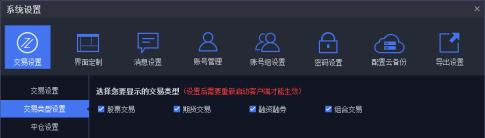 系统设置
交易设置 界面定制 消息设置 账号管理 账号组设置 密码设置 配置云备份 导出设置
交易设置
选择您要显示的交易类型（设置后需要重新启动客户端才能生效）
交易类型设置
股票交易 期货交易 融资融券 组合交易
平仓设置